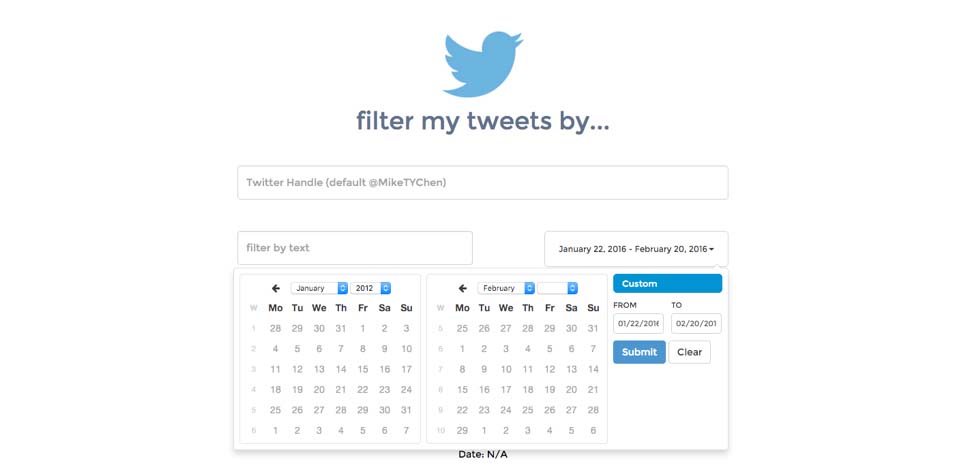 filter my tweets by...
Twitter Handle (default @MikeTYChen)
filter by text
January 22, 2016 - February 20, 2016
January 2012
W Mo Tu We Th Fr Sa Su
1 28 29 30 31 1 2 3
2 4 5 6 7 8 9 10
3 11 12 13 14 15 16 17
4 18 19 20 21 22 23 24
5 25 26 27 28 29 30 31
6 1 2 3 4 5 6 7
February
W Mo Tu We Th Fr Sa Su
5 25 26 27 28 29 30 31
6 1 2 3 4 5 6 7
7 8 9 10 11 12 13 14
8 15 16 17 18 19 20 21
9 22 23 24 25 26 27 28
10 29 1 2 3 4 5 6
Custom
FROM TO
01/22/2016 02/20/201
Submit Clear
Date: N/A